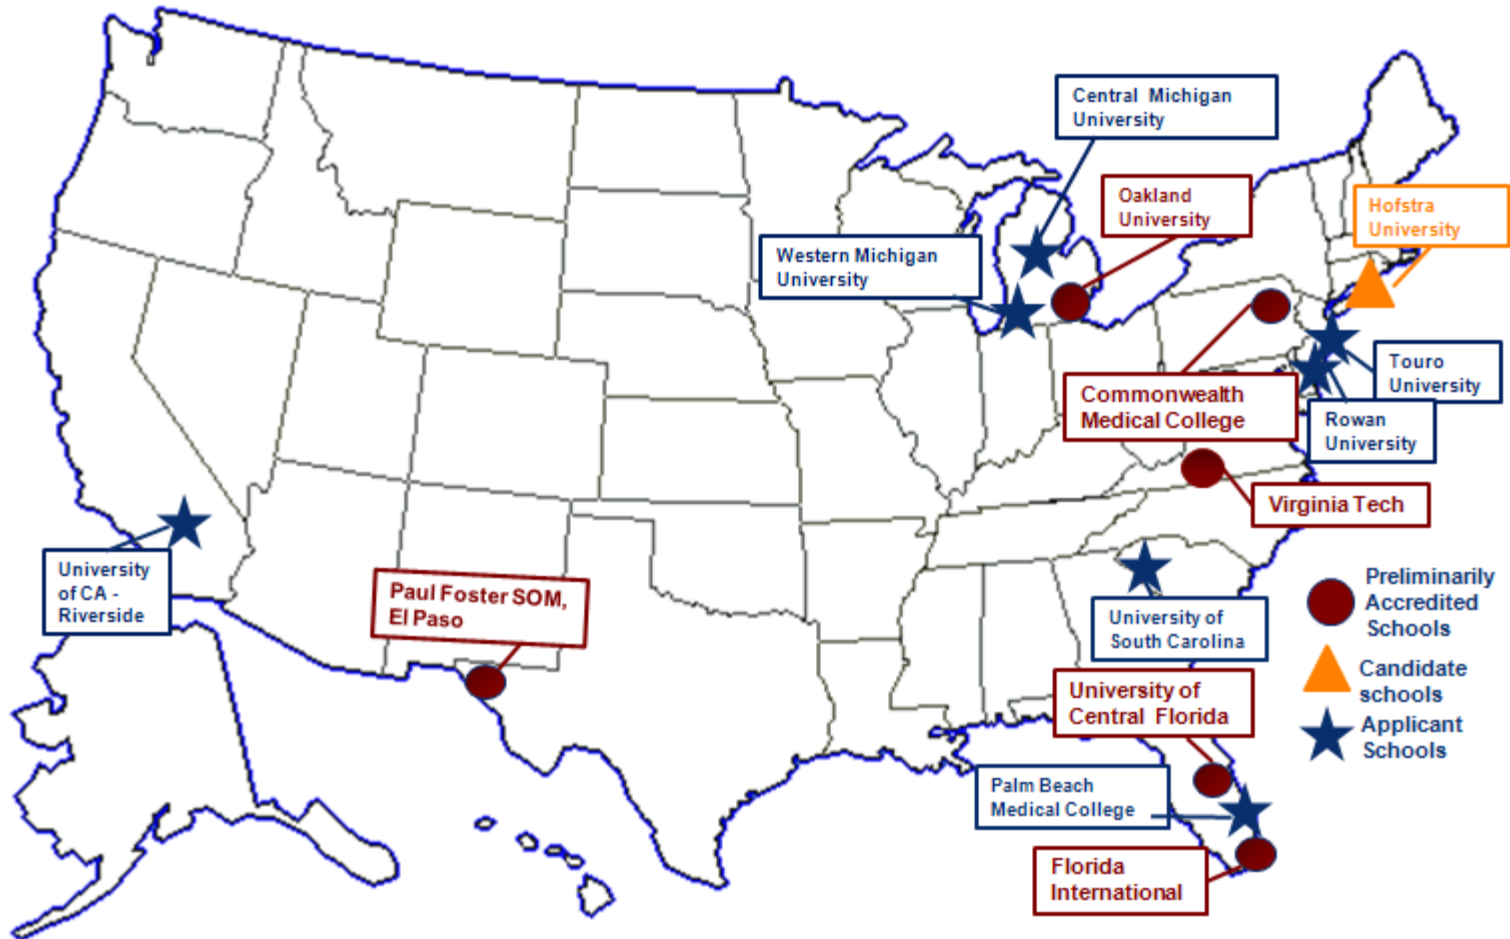 Central Michigan
University
Oakland
University
Hofstra
University
Western Michigan
University
Touro
University
Commonwealth
Medical College
Rowan
University
Virginia Tech
University
of CA -
Riverside
Paul Foster SOM,
El Paso
University of
South Carolina
Preliminarily
Accredited
Schools
University of
Central Florida
Candidate
schools
Applicant
Schools
Palm Beach
Medical College
Florida
International